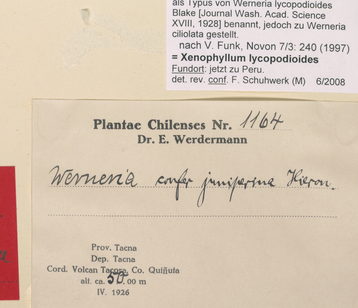 als Typus von Werneria lycopodioides
Blake [Journal Wash. Acad. Science
XVIII, 1928] benannt, jedoch zu Werneria
ciliolata gestellt.
nach V. Funk, Novon 7/3: 240 (1997)
= Xenophyllum lycopodioides
Fundort: jetzt zu Peru.
det. rev. conf. F. Schuhwerk (M) 6/2008
Plantae Chilenses Nr. 1164
Dr. E. Werdermann
Werneria confer juniperina Hieron.
Prov. Tacna
Dep. Tacna
Cord. Volcan Tacora, Co. Quiñuta
alt. ca. 50.00 m
IV. 1926